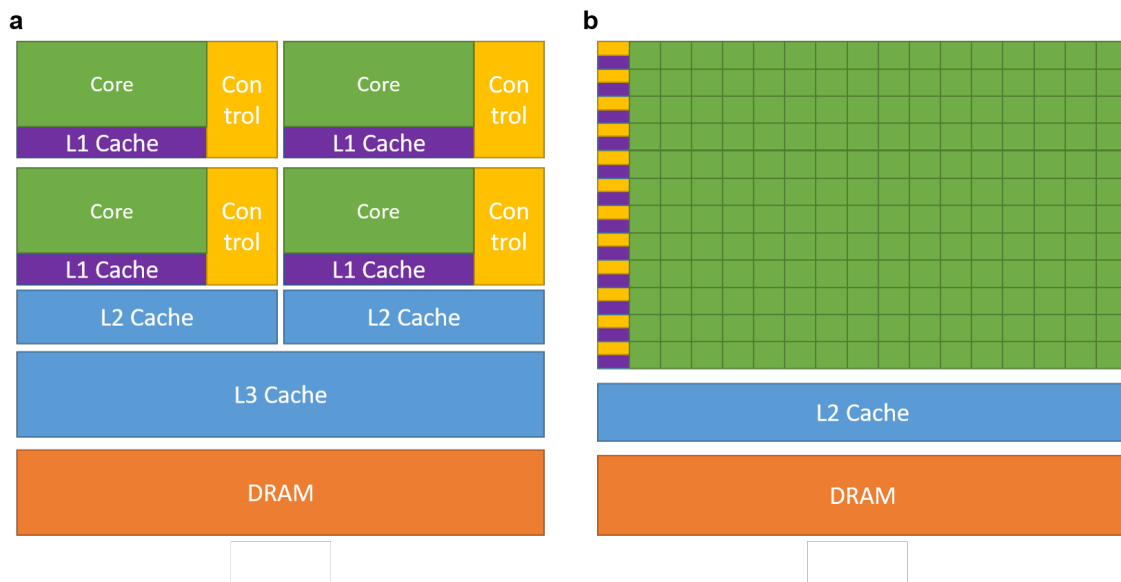 a
b
Core
Con
trol
L1 Cache
Core
Con
trol
L1 Cache
Core
Con
trol
L1 Cache
Core
Con
trol
L1 Cache
L2 Cache
L2 Cache
L3 Cache
DRAM
L2 Cache
DRAM